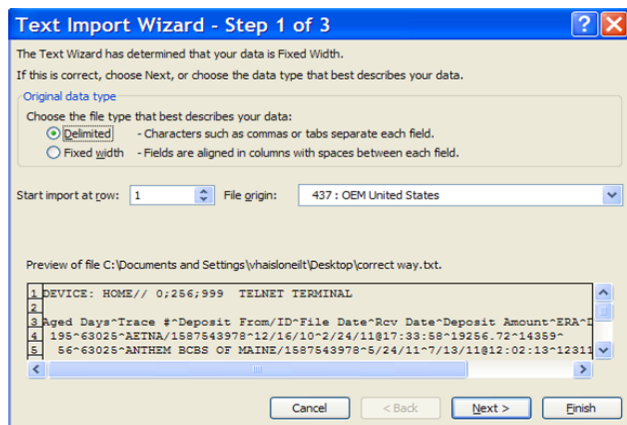 Text Import Wizard - Step 1 of 3
The Text Wizard has determined that your data is Fixed Width.
If this is correct, choose Next, or choose the data type that best describes your data.
Original data type
Choose the file type that best describes your data:
Delimited - Characters such as commas or tabs separate each field.
Fixed width - Fields are aligned in columns with spaces between each field.
Start import at row: 1 File origin: 437 : OEM United States
Preview of file C:\Documents and Settings\vhaisloneilt\Desktop\correct way.txt.
1 DEVICE: HOME// 0;256;999 TELNET TERMINAL
2
3 Aged Days^Trace #^Deposit From/ID^File Date^Rcv Date^Deposit Amount^ERA^D
4 195^63025^AETNA/1587543978^12/16/10^2/24/11@17:33:58^19256.72^14359^
5 56^63025^ANTHEM BCBS OF MAINE/1587543978^5/24/11^7/13/11@12:02:13^12311
Cancel < Back Next > Finish